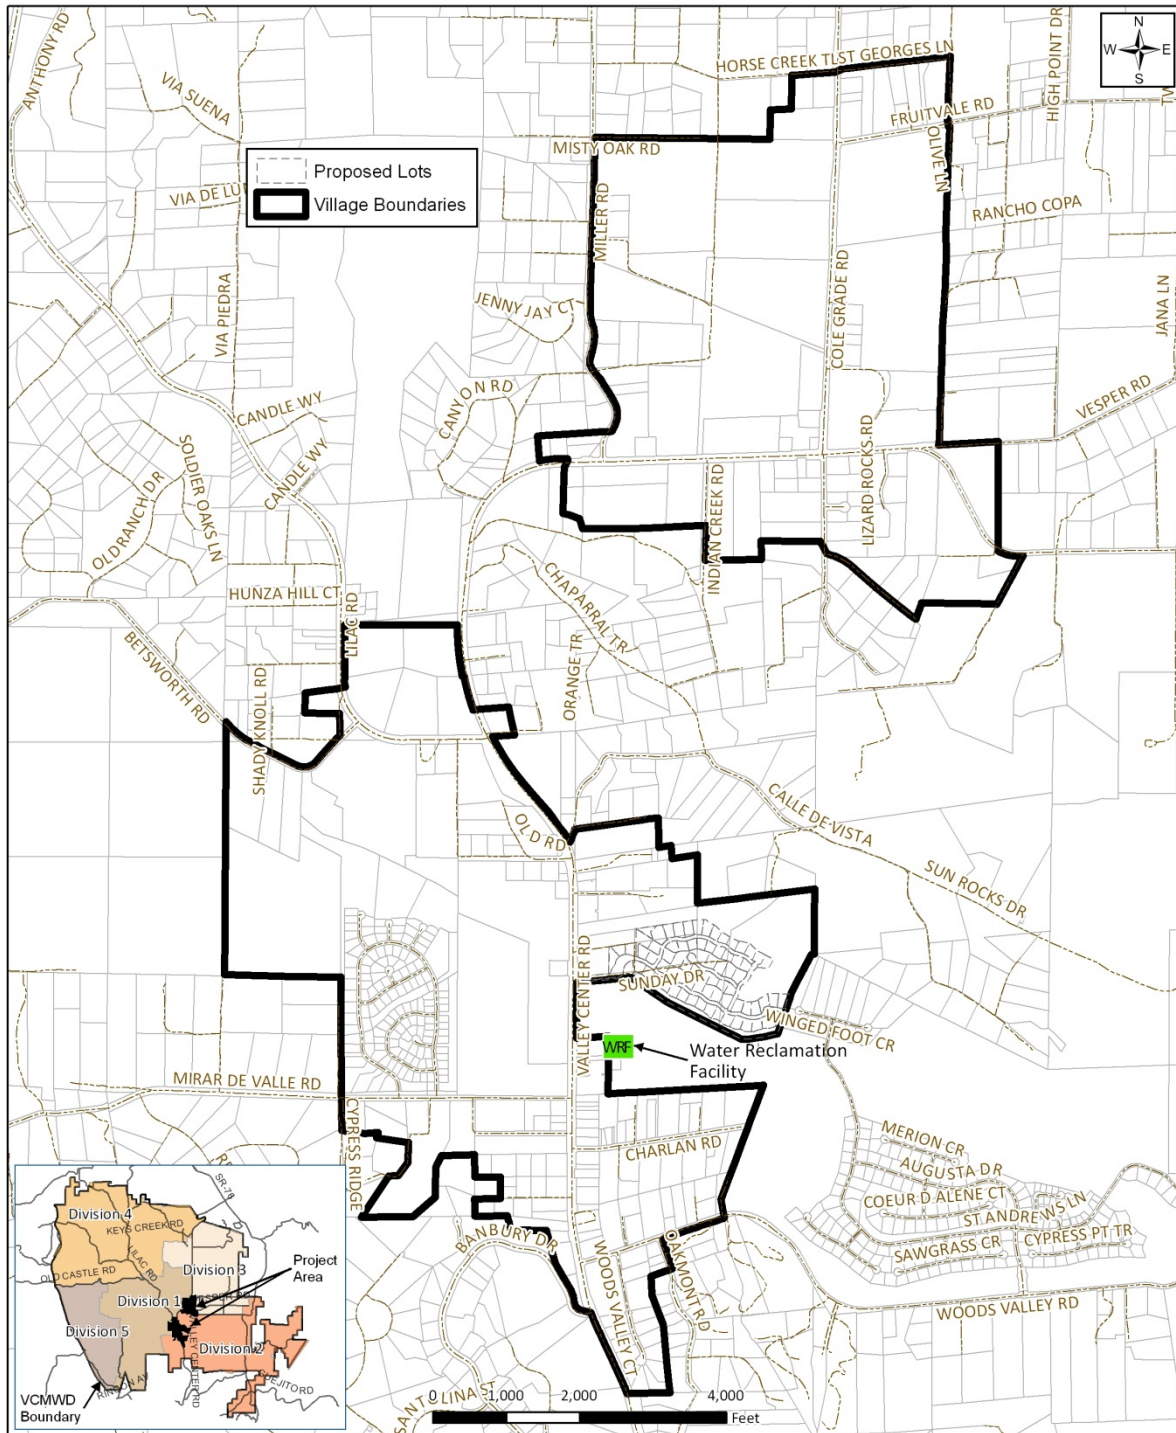 N
W E
S
ANTHONY RD
HORSE CREEK TL
ST GEORGES LN
HIGH POINT DR
VIA SUENA
FRUITVALE RD
MISTY OAK RD
OLIVE LN
Proposed Lots
Village Boundaries
MILLER RD
RANCHO COPA
VIA PIEDRA
JENNY JAY CT
COLE GRADE RD
JANA LN
CANYON RD
VESPER RD
CANDLE WY
CANDLE WY
SOLDIER OAKS LN
OLD RANCH DR
LIZARD ROCKS RD
INDIAN CREEK RD
CHAPARRAL TR
HUNZA HILL CT
LILAC RD
BETSWORTH RD
ORANGE TR
SHADY KNOLL RD
OLD RD
CALLE DE VISTA
SUN ROCKS DR
VALLEY CENTER RD
SUNDAY DR
WINGED FOOT CR
WRF
Water Reclamation
Facility
MIRAR DE VALLE RD
CYPRESS RIDGE
CHARLAN RD
MERION CR
AUGUSTA DR
COEUR D ALENE CT
ST ANDREWS LN
SAWGRASS CR
CYPRESS PT TR
BANBURY DR
WOODS VALLEY CT
OAKMONT RD
WOODS VALLEY RD
SR-76
Division 4
KEYS CREEK RD
LILAC RD
OLD CASTLE RD
Division 3
Project
Area
Division 1
Division 5
Division 2
VCMWD
Boundary
0 1,000 2,000 4,000
Feet